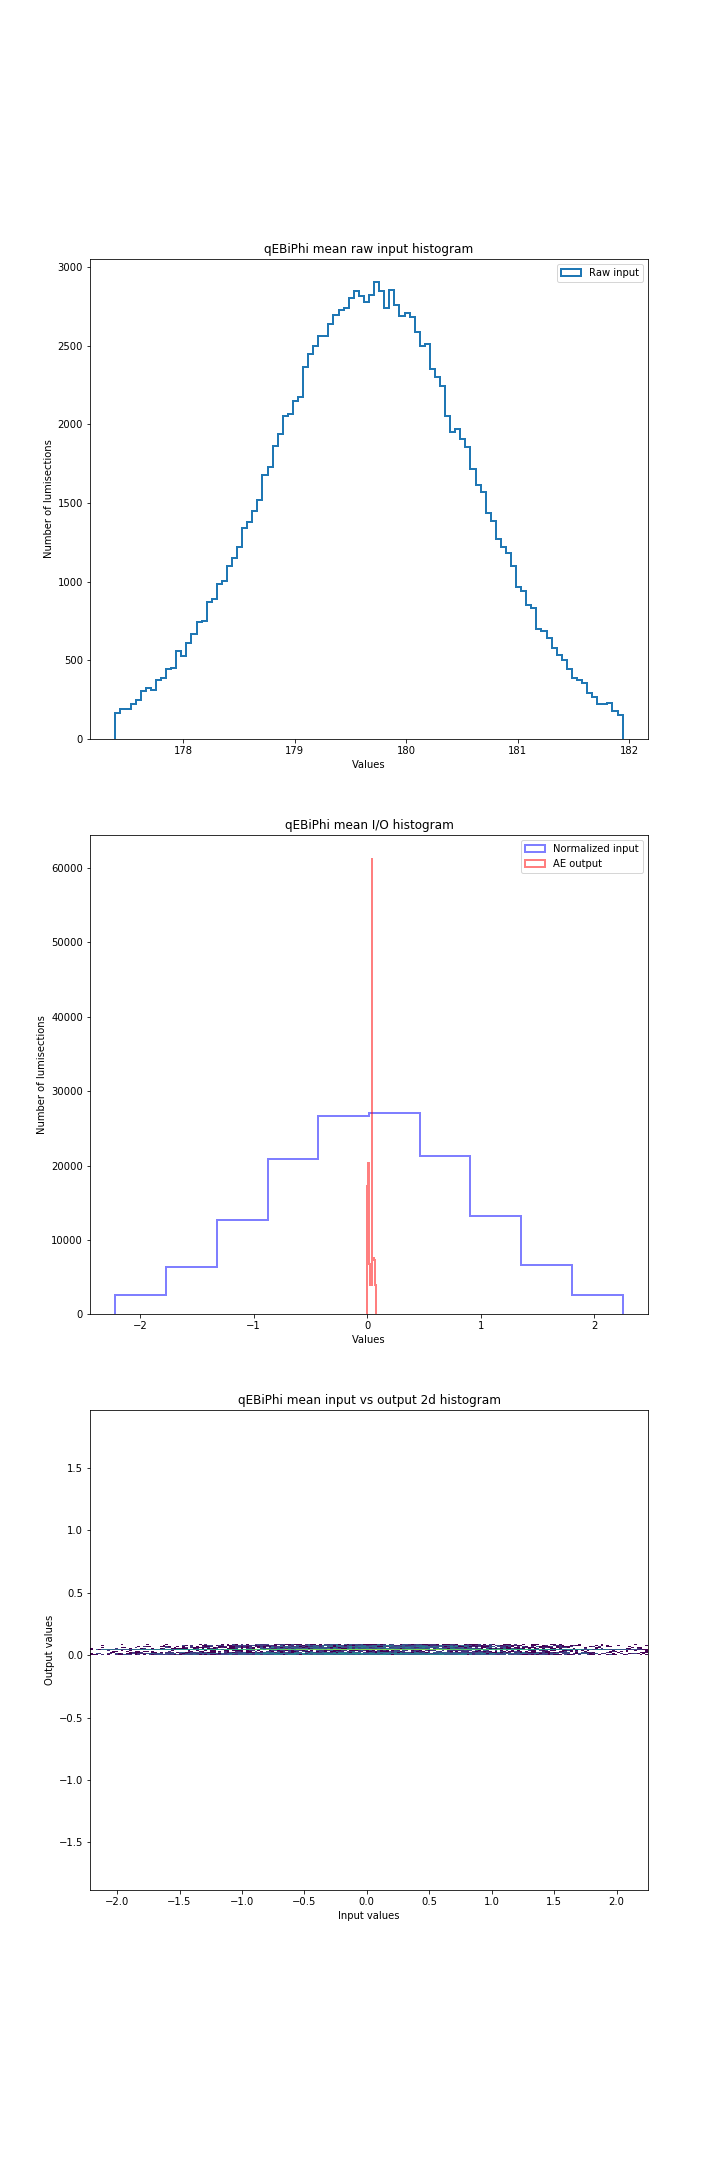 qEBiPhi mean raw input histogram
Raw input
3000
2500
2000
1500
1000
500
0
Number of lumisections
178 179 180 181 182
Values
qEBiPhi mean I/O histogram
Normalized input
AE output
60000
50000
40000
30000
20000
10000
0
Number of lumisections
−2 −1 0 1 2
Values
qEBiPhi mean input vs output 2d histogram
1.5
1.0
0.5
0.0
−0.5
−1.0
−1.5
Output values
−2.0 −1.5 −1.0 −0.5 0.0 0.5 1.0 1.5 2.0
Input values